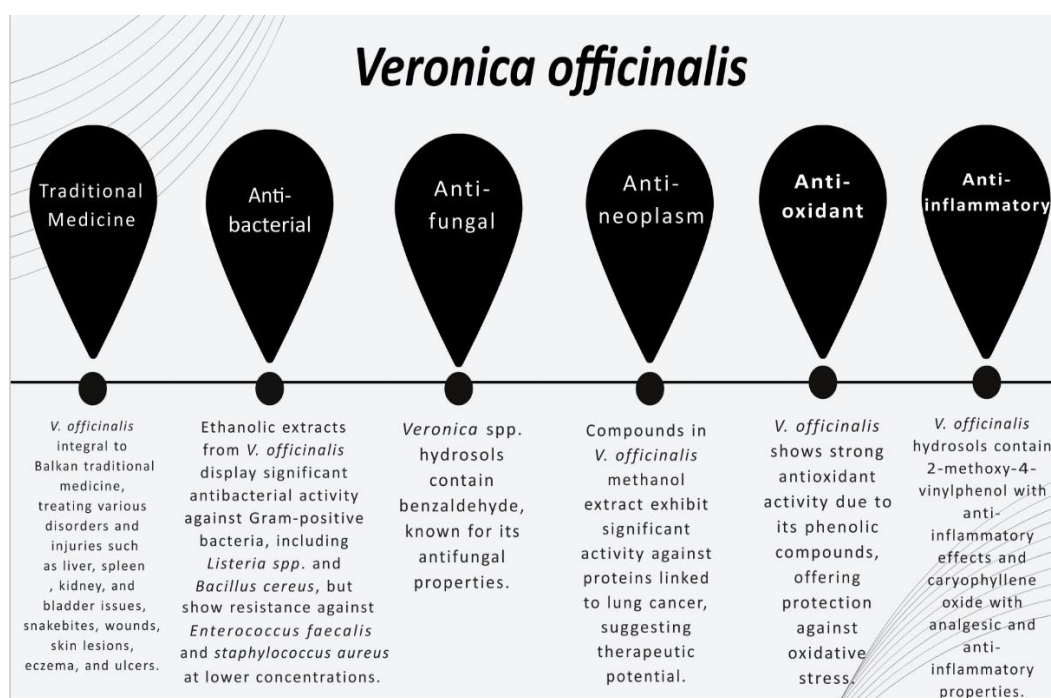 Veronica officinalis
Traditional
Medicine
Anti-
bacterial
Anti-
fungal
Anti-
neoplasm
Anti-
oxidant
Anti-
inflammatory
V. officinalis
integral to
Balkan traditional
medicine,
treating various
disorders and
injuries such
as liver, spleen
, kidney, and
bladder issues,
snakebites, wounds,
skin lesions,
eczema, and ulcers.
Ethanolic extracts
from V. officinalis
display significant
antibacterial activity
against Gram-positive
bacteria, including
Listeria spp. and
Bacillus cereus, but
show resistance against
Enterococcus faecalis
and staphylococcus aureus
at lower concentrations.
Veronica spp.
hydrosols
contain
benzaldehyde,
known for its
antifungal
properties.
Compounds in
V. officinalis
methanol
extract exhibit
significant
activity against
proteins linked
to lung cancer,
suggesting
therapeutic
potential.
V. officinalis
shows strong
antioxidant
activity due to
its phenolic
compounds,
offering
protection
against
oxidative
stress.
V. officinalis
hydrosols contain
2-methoxy-4-
vinylphenol with
anti-
inflammatory
effects and
caryophyllene
oxide with
analgesic and
anti-
inflammatory
properties.